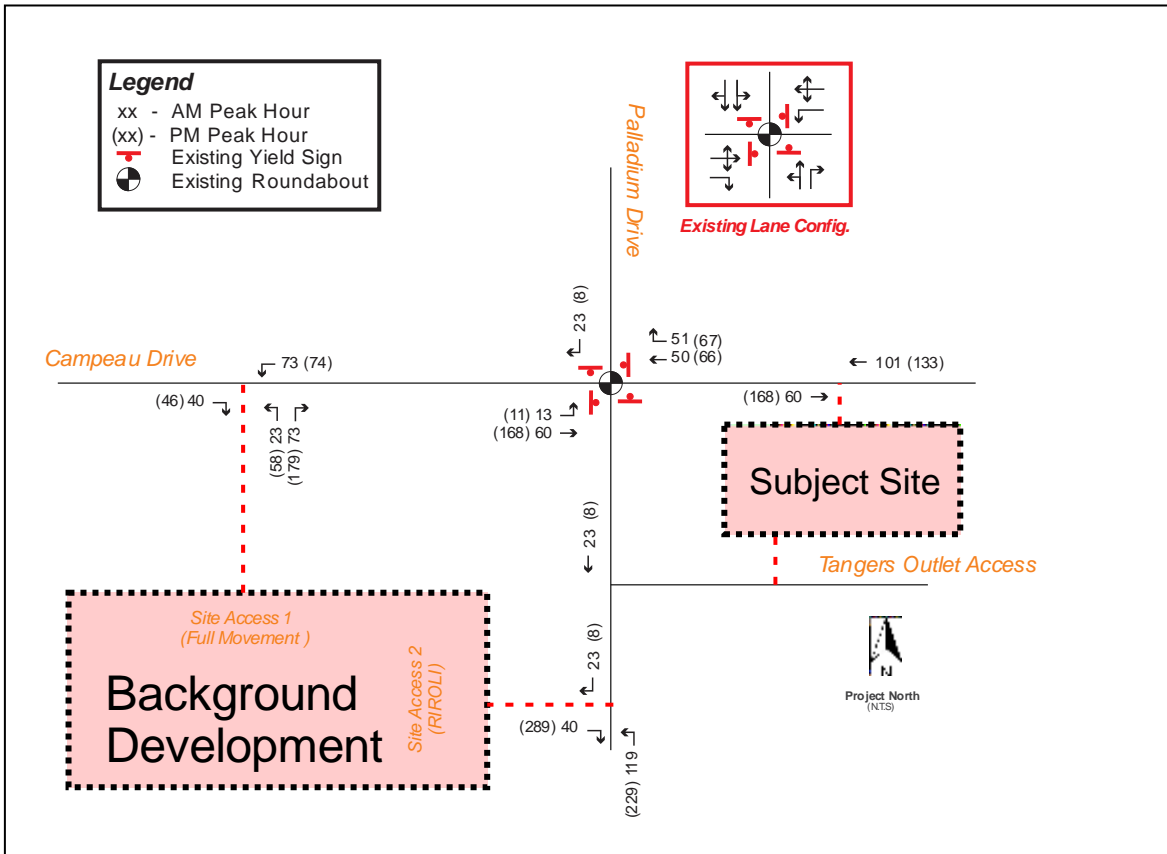 Legend
xx - AM Peak Hour
(xx) - PM Peak Hour
Existing Yield Sign
Existing Roundabout
Palladium Drive
Existing Lane Config.
23 (8)
51 (67)
50 (66)
Campeau Drive
73 (74)
101 (133)
(46) 40
(58) 23
(179) 73
(11) 13
(168) 60
(168) 60
Subject Site
23 (8)
Tangers Outlet Access
Site Access 1
(Full Movement )
23 (8)
N
Project North
(N.T.S)
Background
Development
Site Access 2
(RIROLI)
(289) 40
(229) 119